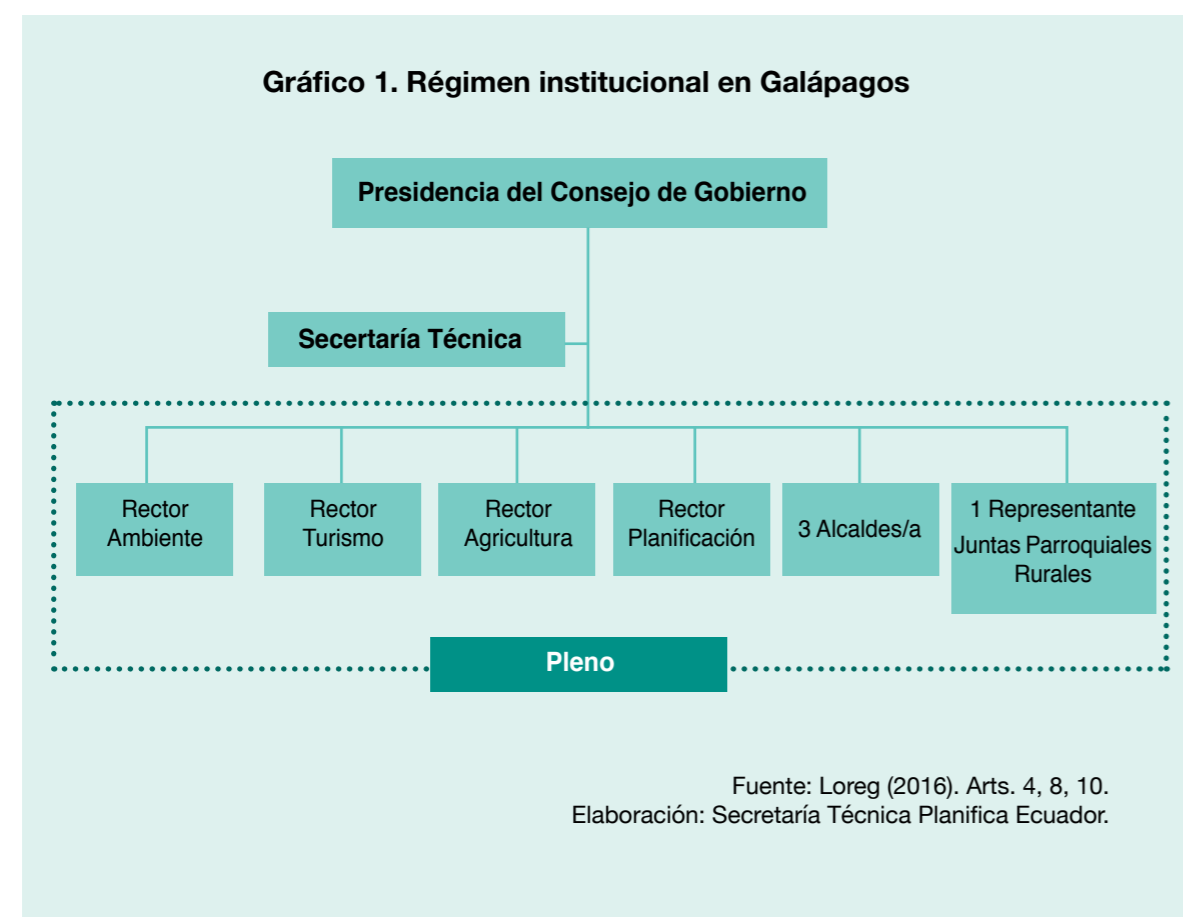 Gráfico 1. Régimen institucional en Galápagos
Presidencia del Consejo de Gobierno
Secertaría Técnica
Rector
Ambiente
Rector
Turismo
Rector
Agricultura
Rector
Planificación
3 Alcaldes/a
1 Representante
Juntas Parroquiales
Rurales
Pleno
Fuente: Loreg (2016). Arts. 4, 8, 10.
Elaboración: Secretaría Técnica Planifica Ecuador.